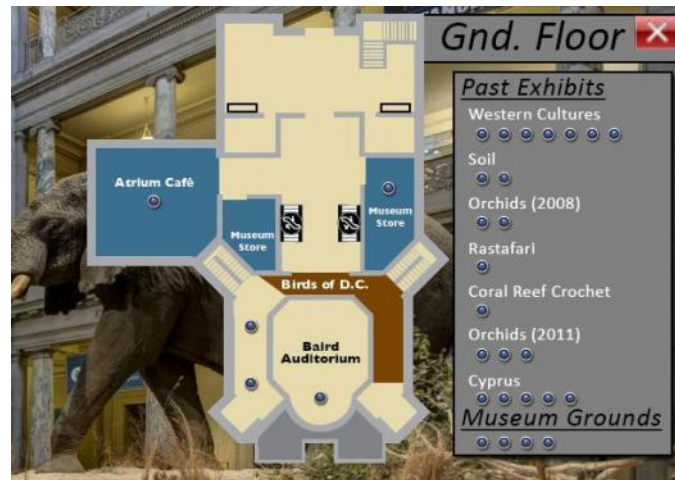 Gnd. Floor
Past Exhibits
Western Cultures
Soil
Orchids (2008)
Rastafari
Coral Reef Crochet
Orchids (2011)
Cyprus
Museum Grounds
Atrium Café
Museum
Store
Museum
Store
Birds of D.C.
Baird
Auditorium